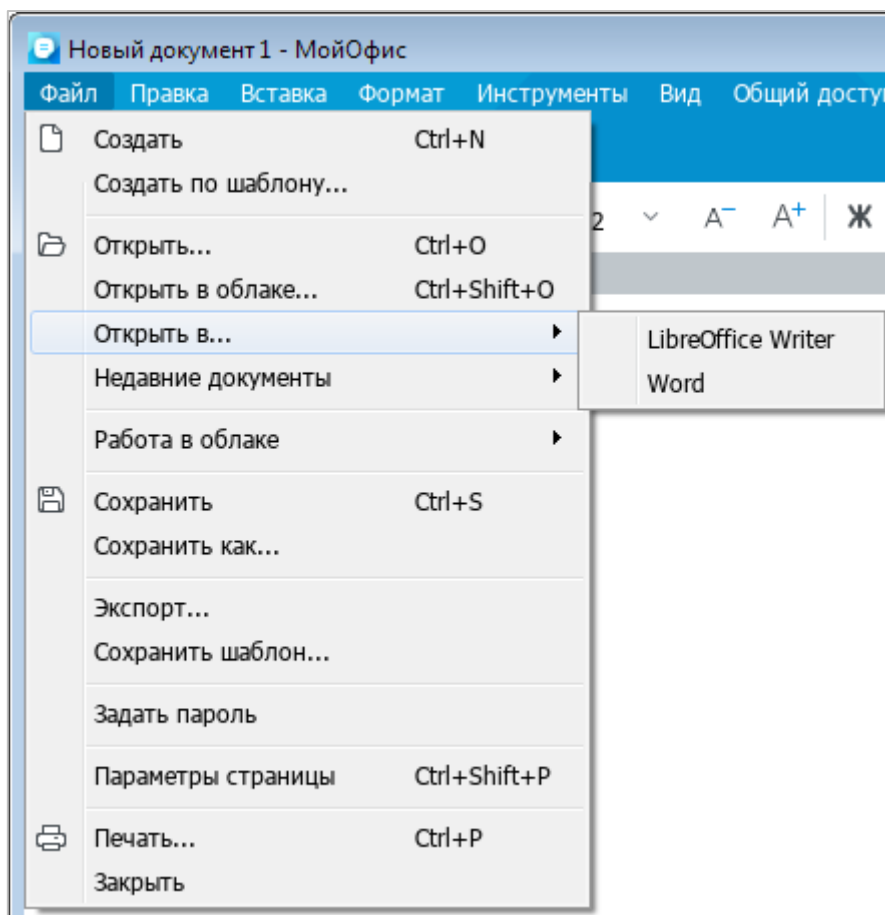 Новый документ 1 - МойОфис
Файл Правка Вставка Формат Инструменты Вид Общий
Создать Ctrl+N
Создать по шаблону...
2 A− A+ Ж
Открыть... Ctrl+O
Открыть в облаке... Ctrl+Shift+O
Открыть в...
LibreOffice Writer
Недавние документы
Word
Работа в облаке
Сохранить Ctrl+S
Сохранить как...
Экспорт...
Сохранить шаблон...
Задать пароль
Параметры страницы Ctrl+Shift+P
Печать... Ctrl+P
Закрыть